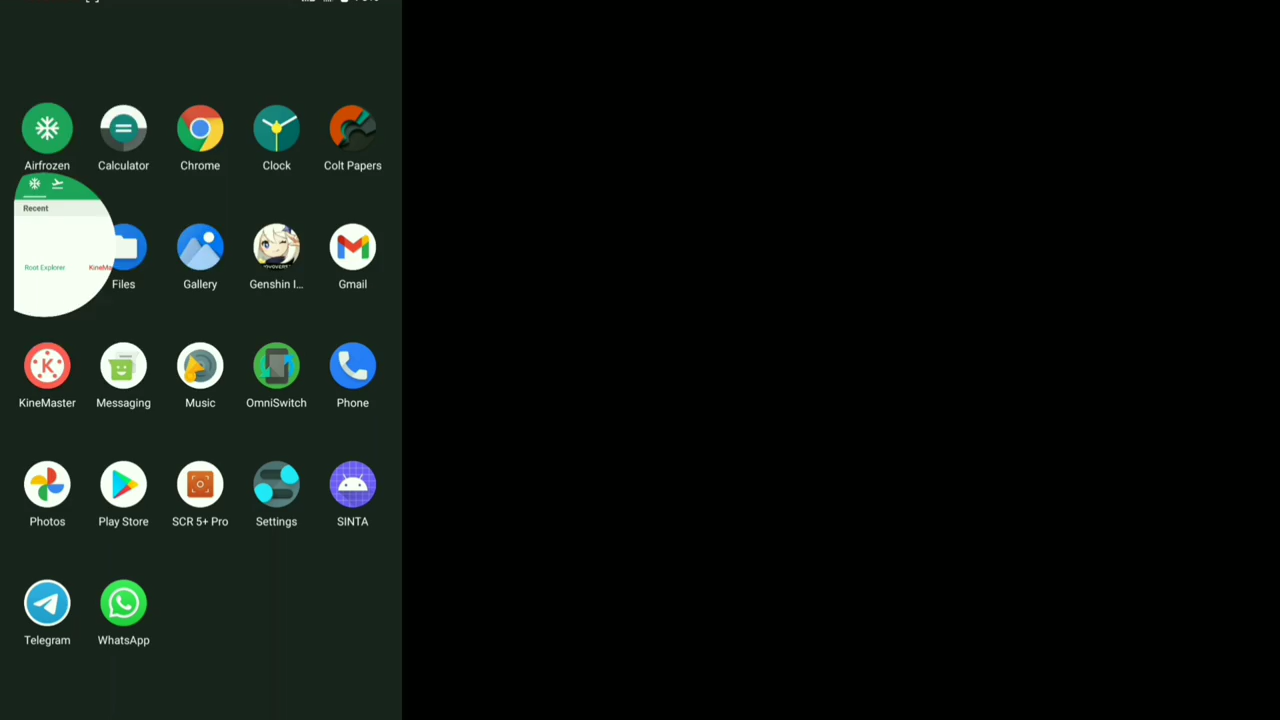 Airfrozen
Calculator
Chrome
Clock
Colt Papers
Recent
Root Explorer
KineMa
Files
Gallery
Genshin I...
Gmail
KineMaster
Messaging
Music
OmniSwitch
Phone
Photos
Play Store
SCR 5+ Pro
Settings
SINTA
Telegram
WhatsApp